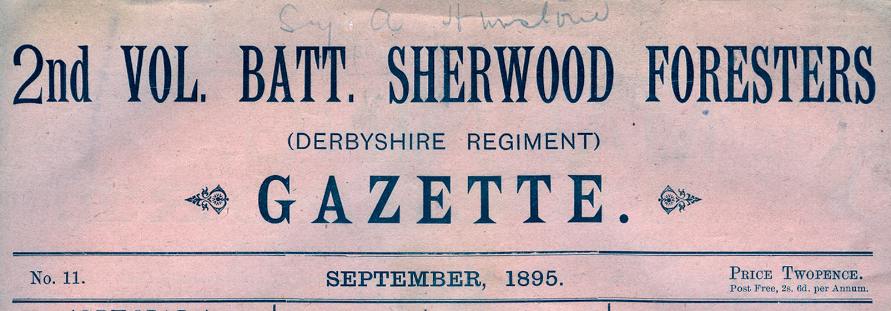 2nd VOL. BATT. SHERWOOD FORESTERS
(DERBYSHIRE REGIMENT)
GAZETTE.
No. 11.
SEPTEMBER, 1895.
PRICE TWOPENCE.
Post Free, 2s. 6d. per Annum.